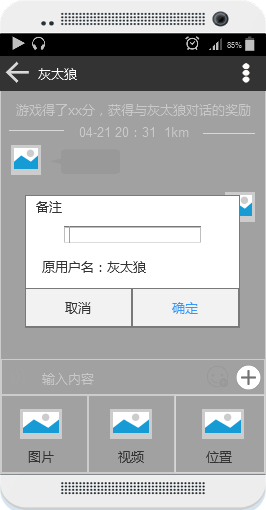 85%
灰太狼
游戏得了xx分，获得与灰太狼对话的奖励
04-21 20：31 1km
备注
原用户名：灰太狼
取消 确定
输入内容
图片 视频 位置